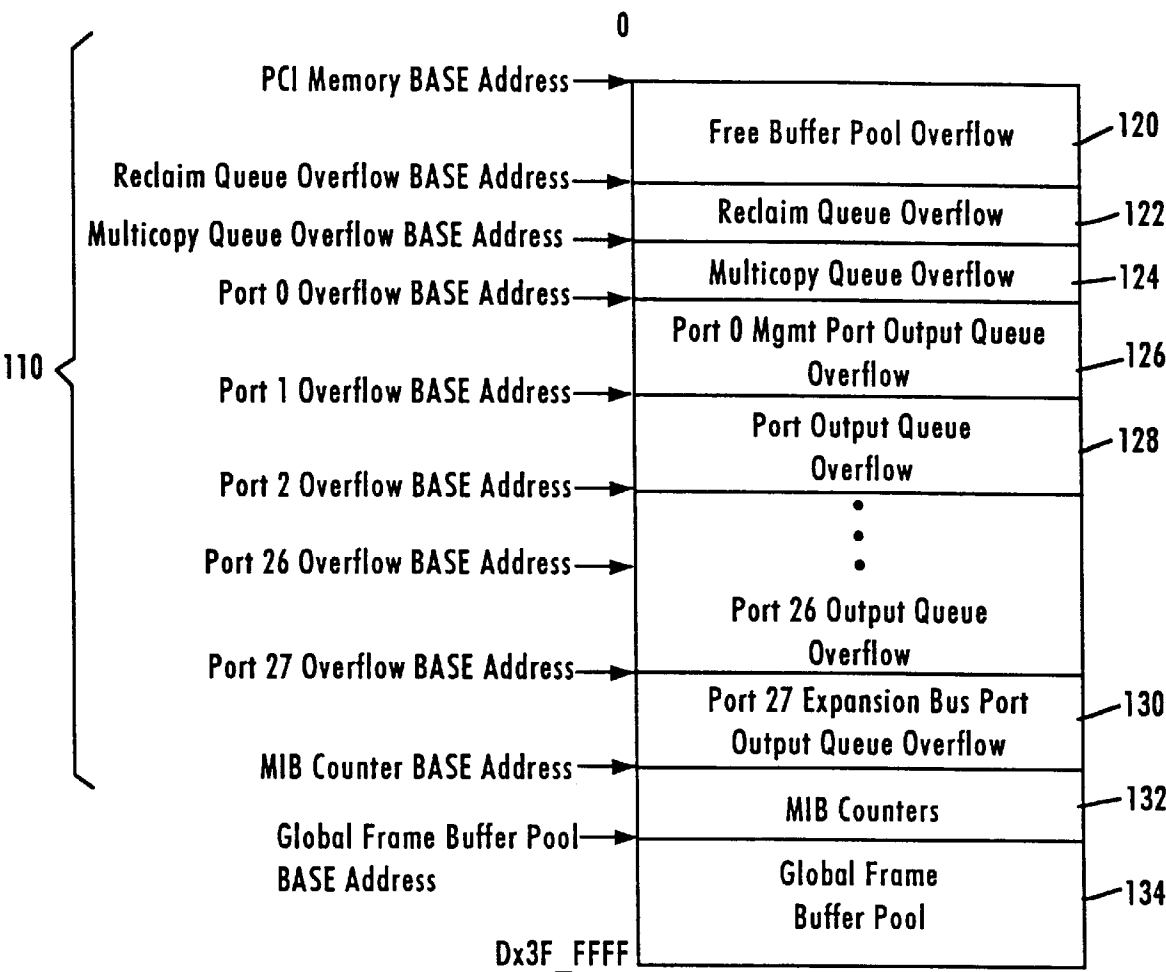 0
PCI Memory BASE Address
Free Buffer Pool Overflow
120
Reclaim Queue Overflow BASE Address
Reclaim Queue Overflow
122
Multicopy Queue Overflow BASE Address
Multicopy Queue Overflow
124
Port 0 Overflow BASE Address
Port 0 Mgmt Port Output Queue
Overflow
126
110
Port 1 Overflow BASE Address
Port Output Queue
Overflow
128
Port 2 Overflow BASE Address
Port 26 Overflow BASE Address
Port 26 Output Queue
Overflow
Port 27 Overflow BASE Address
Port 27 Expansion Bus Port
Output Queue Overflow
130
MIB Counter BASE Address
MIB Counters
132
Global Frame Buffer Pool
BASE Address
Global Frame
Buffer Pool
134
Dx3F_FFFF